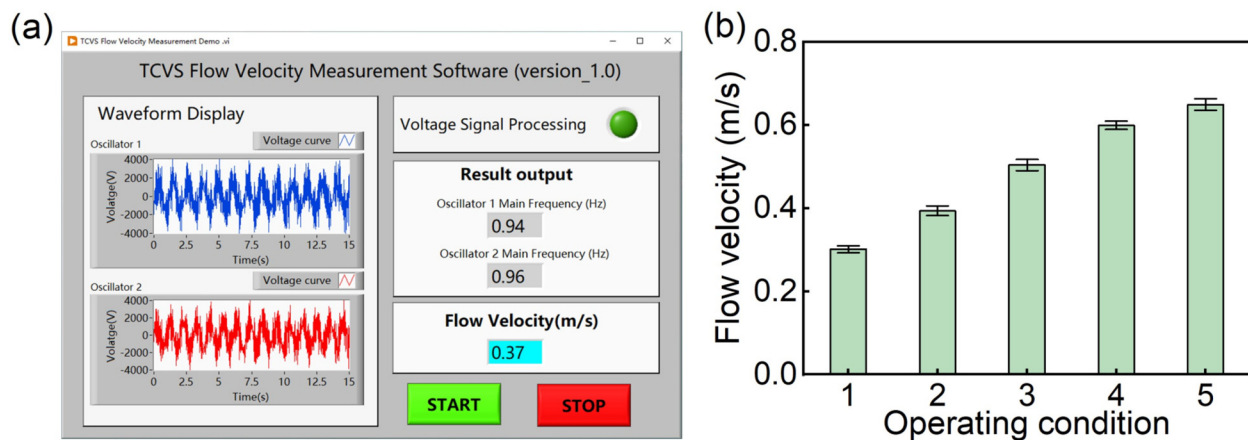 (a)
TCVS Flow Velocity Measurement Demo .vi
TCVS Flow Velocity Measurement Software (version_1.0)
Waveform Display
Oscillator 1
Voltage curve
Volatge(V)
4000
2000
0
-2000
-4000
0 2.5 5 7.5 10 12.5 15
Time(s)
Oscillator 2
Voltage curve
Volatge(V)
4000
2000
0
-2000
-4000
0 2.5 5 7.5 10 12.5 15
Time(s)
Voltage Signal Processing
Result output
Oscillator 1 Main Frequency (Hz)
0.94
Oscillator 2 Main Frequency (Hz)
0.96
Flow Velocity(m/s)
0.37
START STOP
(b)
Flow velocity (m/s)
0.8
0.6
0.4
0.2
0.0
1 2 3 4 5
Operating condition